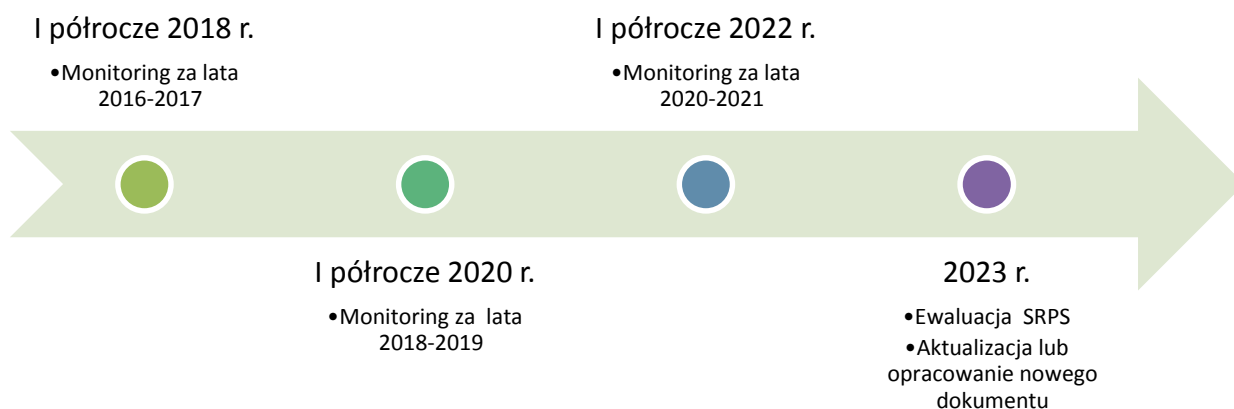 I półrocze 2018 r.
•Monitoring za lata
2016-2017
I półrocze 2020 r.
•Monitoring za lata
2018-2019
I półrocze 2022 r.
•Monitoring za lata
2020-2021
2023 r.
•Ewaluacja SRPS
•Aktualizacja lub
opracowanie nowego
dokumentu